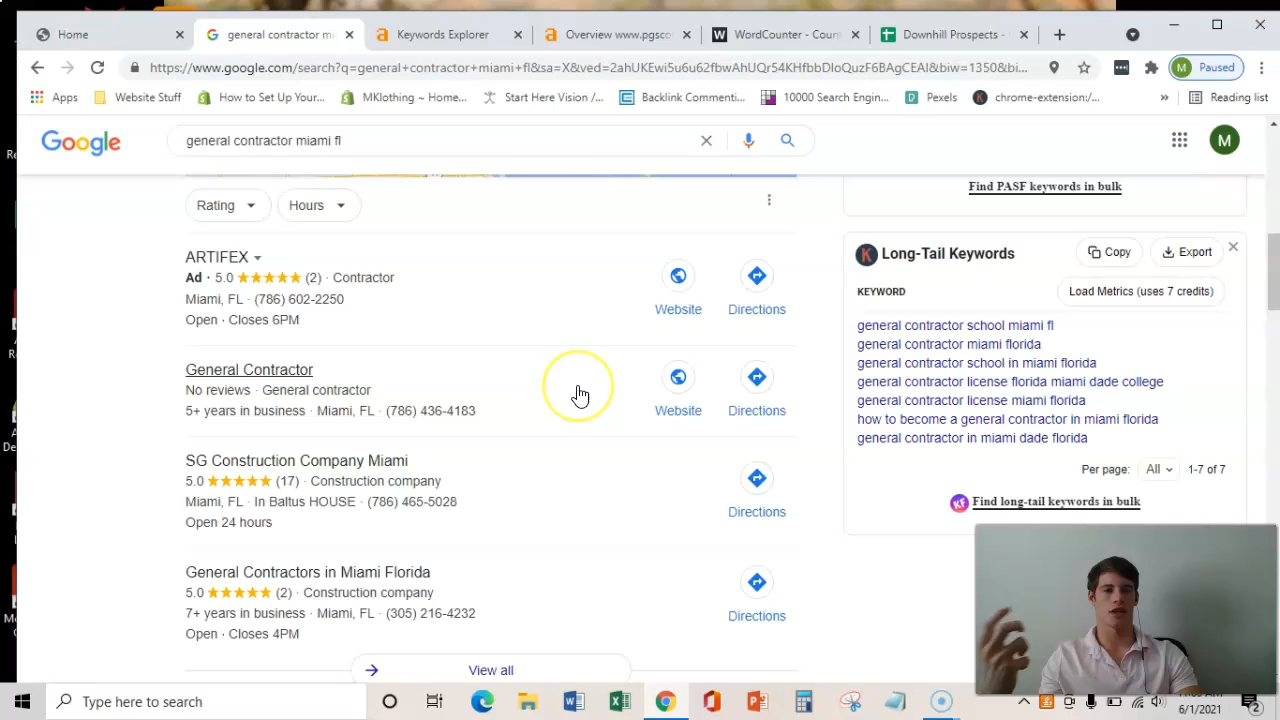 Home
general contractor mi
Keywords Explorer
Overview www.pgsco
WordCounter - Coun
Downhill Prospects -
https://www.google.com/search?q=general+contractor+miami+fl&sa=X&ved=2ahUKEwi5u6u62fbwAhUQr54KHfbbDloQuzF6BAgCEAI&biw=1350&bi...
M Paused
Apps
Website Stuff
How to Set Up Your...
MKlothing ~ Home...
Start Here Vision /...
Backlink Commenti...
10000 Search Engin...
Pexels
chrome-extension:/...
»
Reading list
Google
general contractor miami fl
M
Find PASF keywords in bulk
Rating
Hours
ARTIFEX
Ad · 5.0 (2) · Contractor
Miami, FL · (786) 602-2250
Open · Closes 6PM
Website
Directions
General Contractor
No reviews · General contractor
5+ years in business · Miami, FL · (786) 436-4183
Website
Directions
SG Construction Company Miami
5.0 (17) · Construction company
Miami, FL · In Baltus HOUSE · (786) 465-5028
Open 24 hours
Directions
General Contractors in Miami Florida
5.0 (2) · Construction company
7+ years in business · Miami, FL · (305) 216-4232
Open · Closes 4PM
Directions
View all
Long-Tail Keywords
Copy
Export
KEYWORD
Load Metrics (uses 7 credits)
general contractor school miami fl
general contractor miami florida
general contractor school in miami florida
general contractor license florida miami dade college
general contractor license miami florida
how to become a general contractor in miami florida
general contractor in miami dade florida
Per page: All 1-7 of 7
KF Find long-tail keywords in bulk
Type here to search
6/1/2021
2